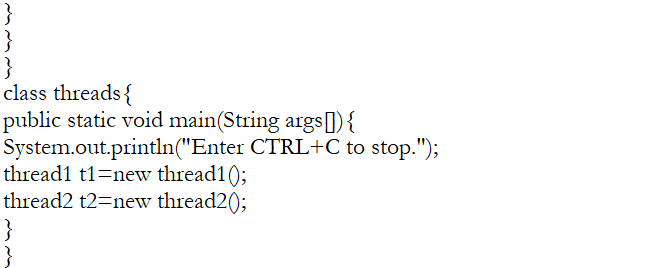 }
}
}
class threads{
public static void main(String args[]){
System.out.println("Enter CTRL+C to stop.");
thread1 t1=new thread1();
thread2 t2=new thread2();
}
}